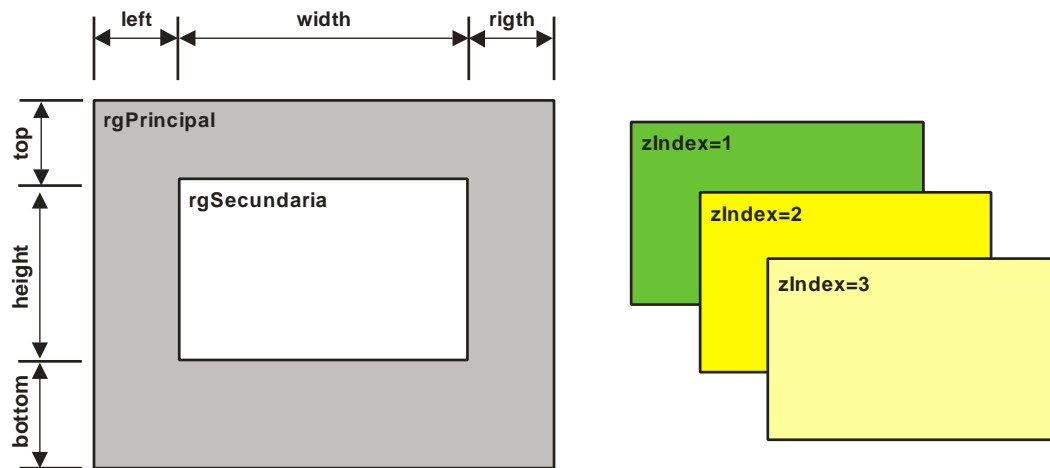 left
width
rigth
top
height
bottom
rgPrincipal
rgSecundaria
zIndex=1
zIndex=2
zIndex=3